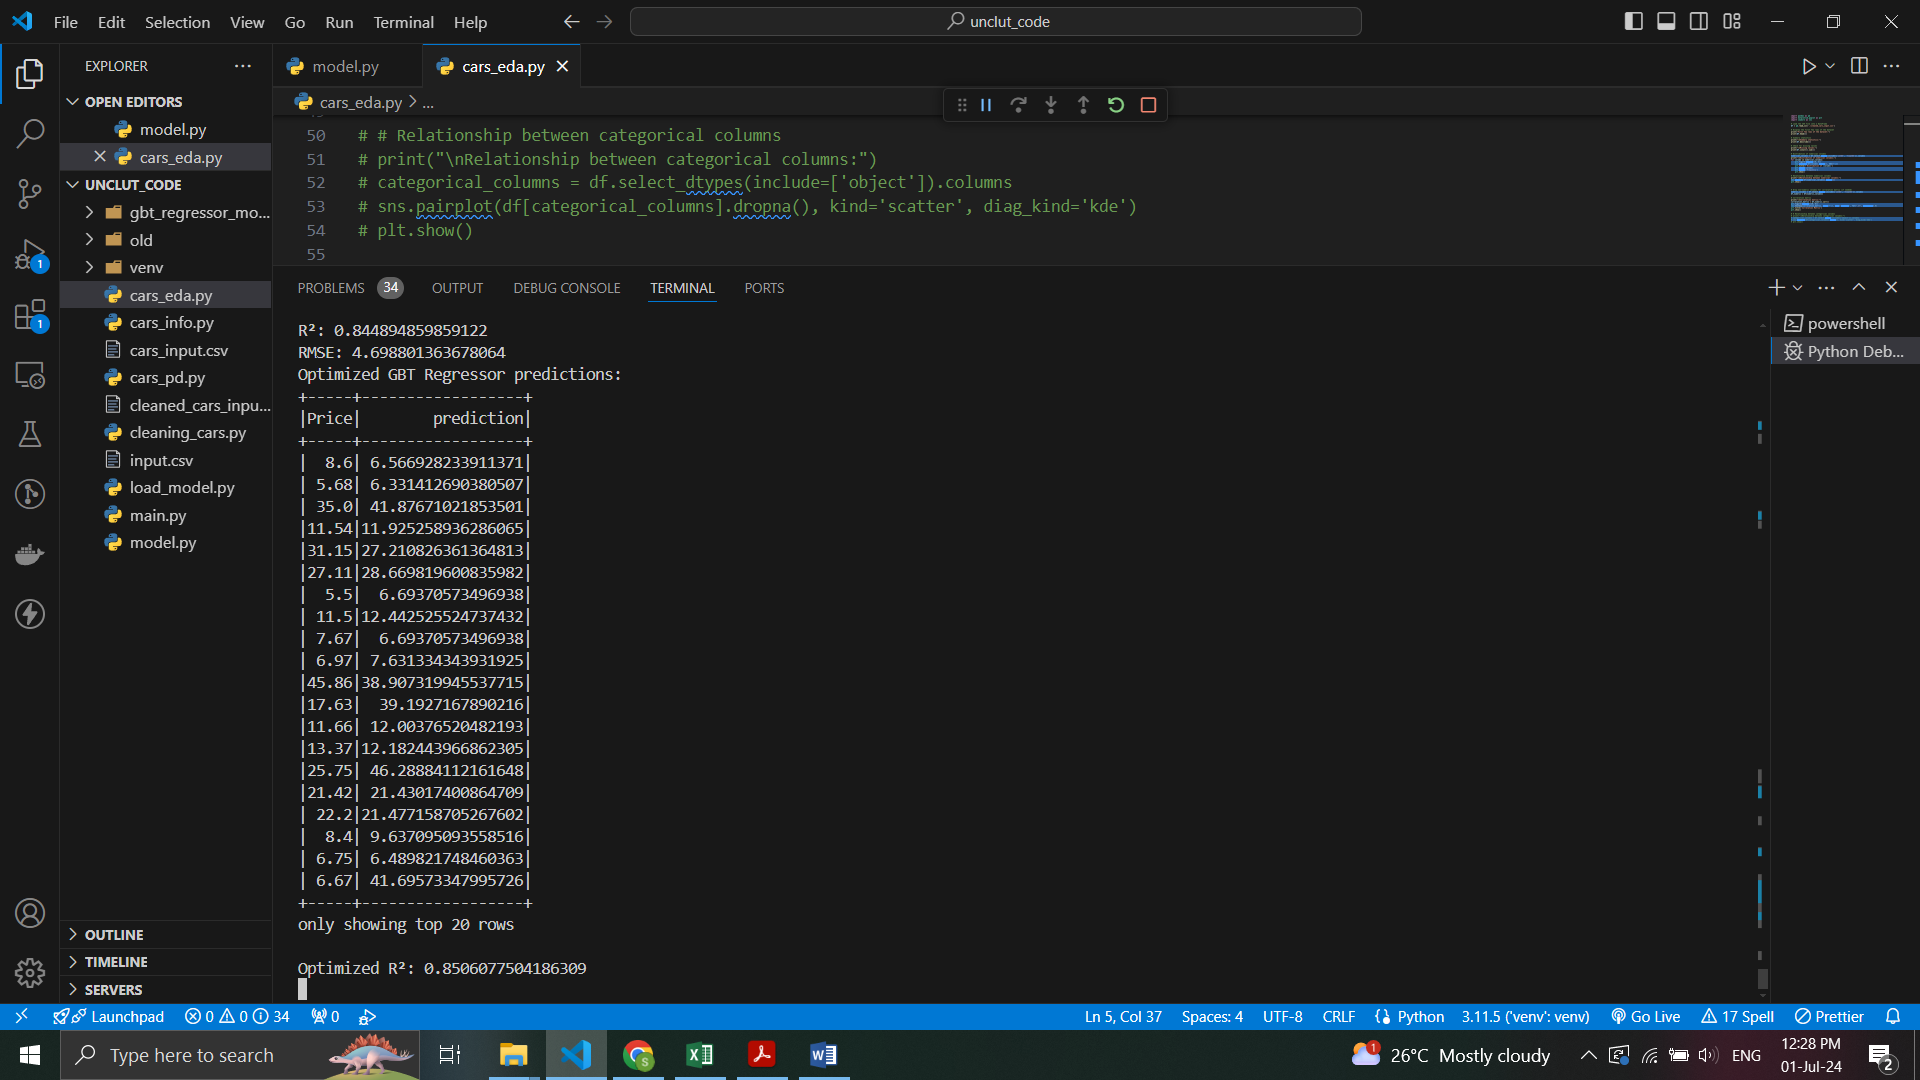 File Edit Selection View Go Run Terminal Help
unclut_code
EXPLORER
OPEN EDITORS
model.py
cars_eda.py
UNCLUT_CODE
gbt_regressor_mo...
old
venv
cars_eda.py
cars_info.py
cars_input.csv
cars_pd.py
cleaned_cars_inpu...
cleaning_cars.py
input.csv
load_model.py
main.py
model.py
OUTLINE
TIMELINE
SERVERS
1
1
model.py
cars_eda.py
cars_eda.py > ...
50 # # Relationship between categorical columns
51 # print("\nRelationship between categorical columns:")
52 # categorical_columns = df.select_dtypes(include=['object']).columns
53 # sns.pairplot(df[categorical_columns].dropna(), kind='scatter', diag_kind='kde')
54 # plt.show()
55
PROBLEMS 34 OUTPUT DEBUG CONSOLE TERMINAL PORTS
powershell
Python Deb...
R²: 0.844894859859122
RMSE: 4.698801363678064
Optimized GBT Regressor predictions:
+-----+------------------+
|Price|        prediction|
+-----+------------------+
|  8.6| 6.566928233911371|
| 5.68| 6.331412690380507|
| 35.0| 41.87671021853501|
|11.54|11.925258936286065|
|31.15|27.210826361364813|
|27.11|28.669819600835982|
|  5.5|  6.69370573496938|
| 11.5|12.442525524737432|
| 7.67|  6.69370573496938|
| 6.97| 7.631334343931925|
|45.86|38.907319945537715|
|17.63|  39.1927167890216|
|11.66| 12.00376520482193|
|13.37|12.182443966862305|
|25.75| 46.28884112161648|
|21.42| 21.43017400864709|
| 22.2|21.477158705267602|
|  8.4| 9.637095093558516|
| 6.75| 6.489821748460363|
| 6.67| 41.69573347995726|
+-----+------------------+
only showing top 20 rows
Optimized R²: 0.8506077504186309
Launchpad 0 0 34 0 Ln 5, Col 37 Spaces: 4 UTF-8 CRLF Python 3.11.5 ('venv': venv) Go Live 17 Spell Prettier
Type here to search
1 26°C Mostly cloudy ENG
12:28 PM
01-Jul-24
2